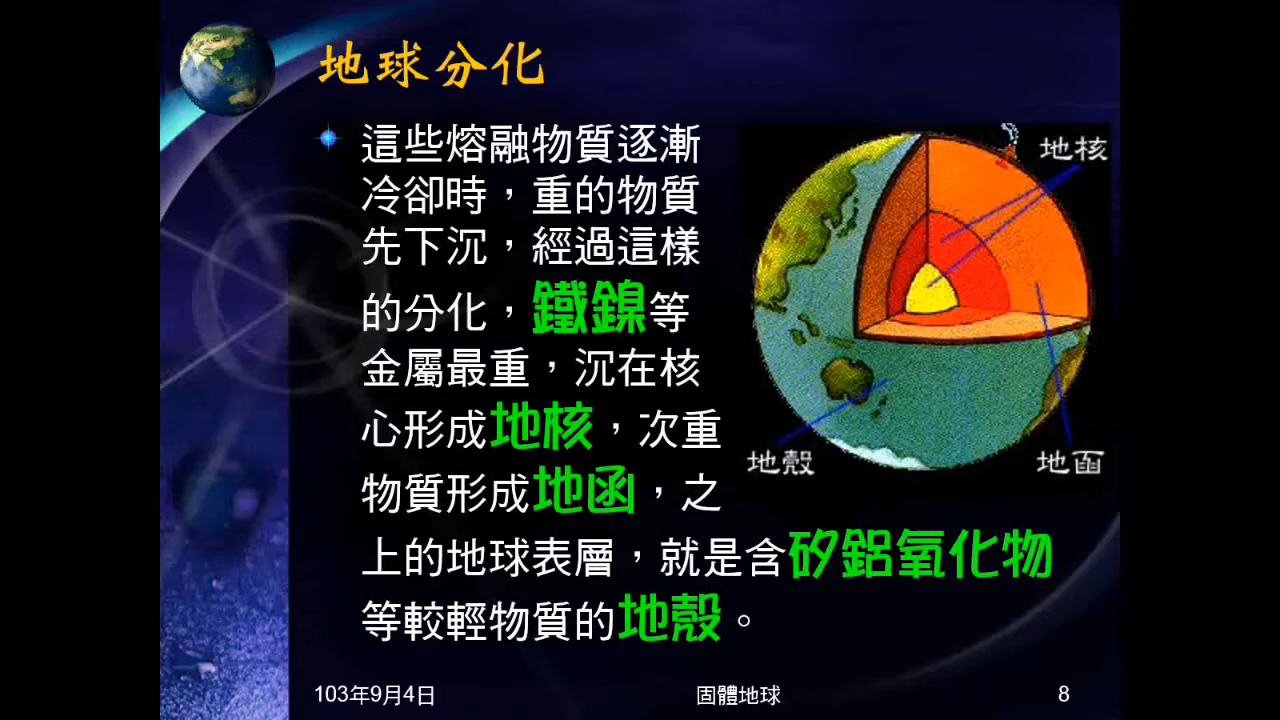 地球分化
這些熔融物質逐漸
冷卻時，重的物質
先下沉，經過這樣
的分化，鐵鎳等
金屬最重，沉在核
心形成地核，次重
物質形成地函，之
上的地球表層，就是含矽鋁氧化物
等較輕物質的地殼。
地核
地殼
地函
103年9月4日
固體地球
8